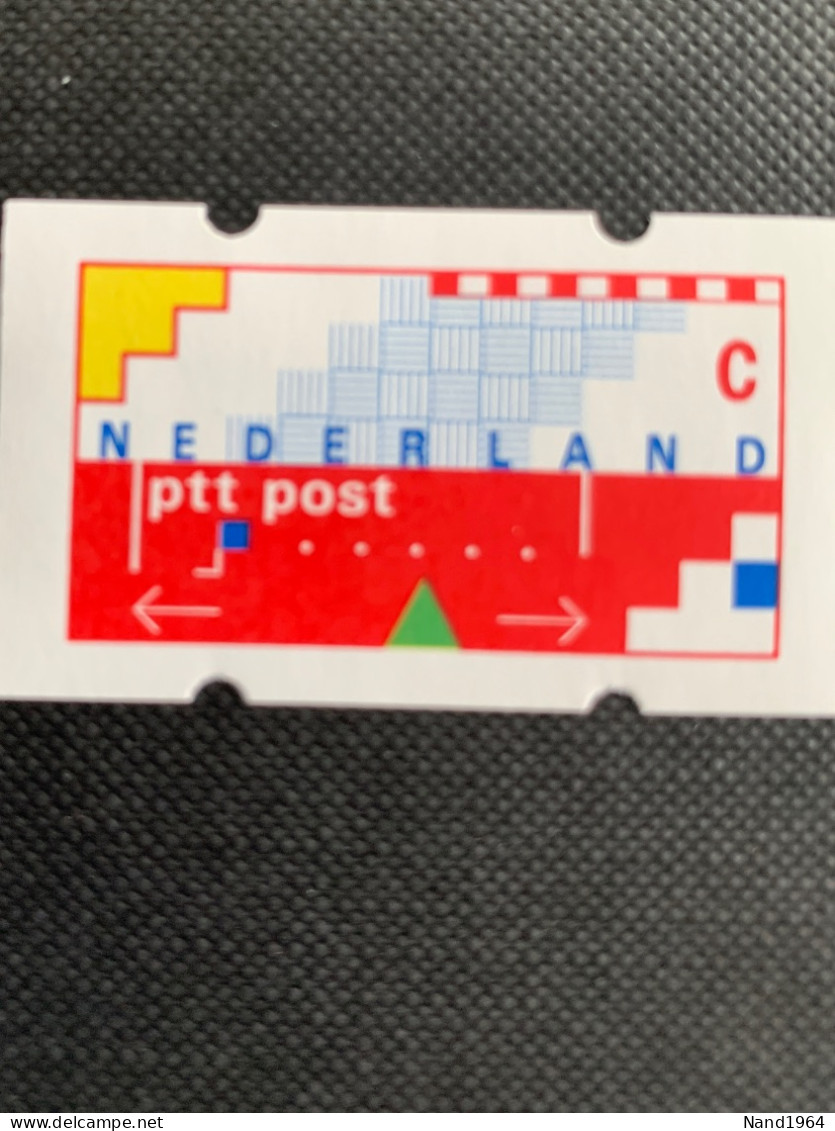 C
NEDERLAND
ptt post
www.delcampe.net
Nand1964